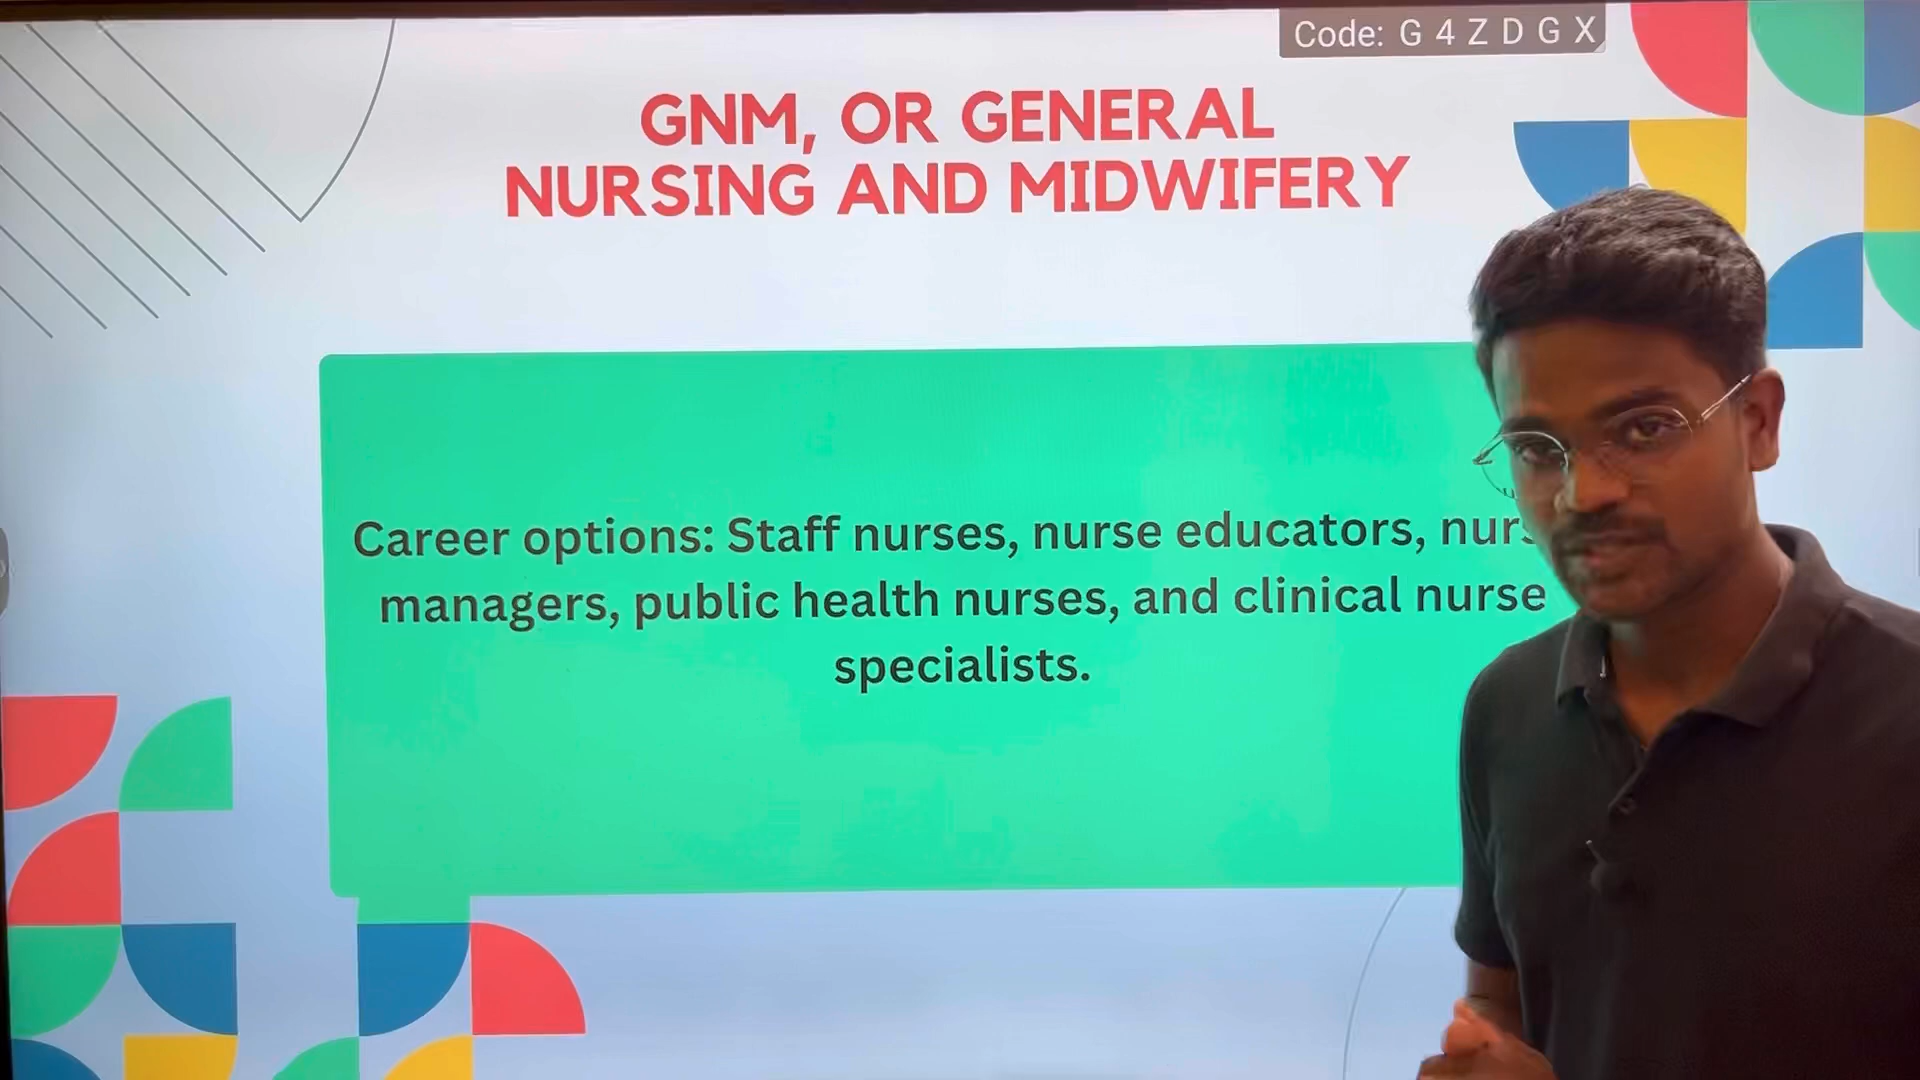 Code: G 4 Z D G X
GNM, OR GENERAL
NURSING AND MIDWIFERY
Career options: Staff nurses, nurse educators,
managers, public health nurses, and clinical nurse
specialists.